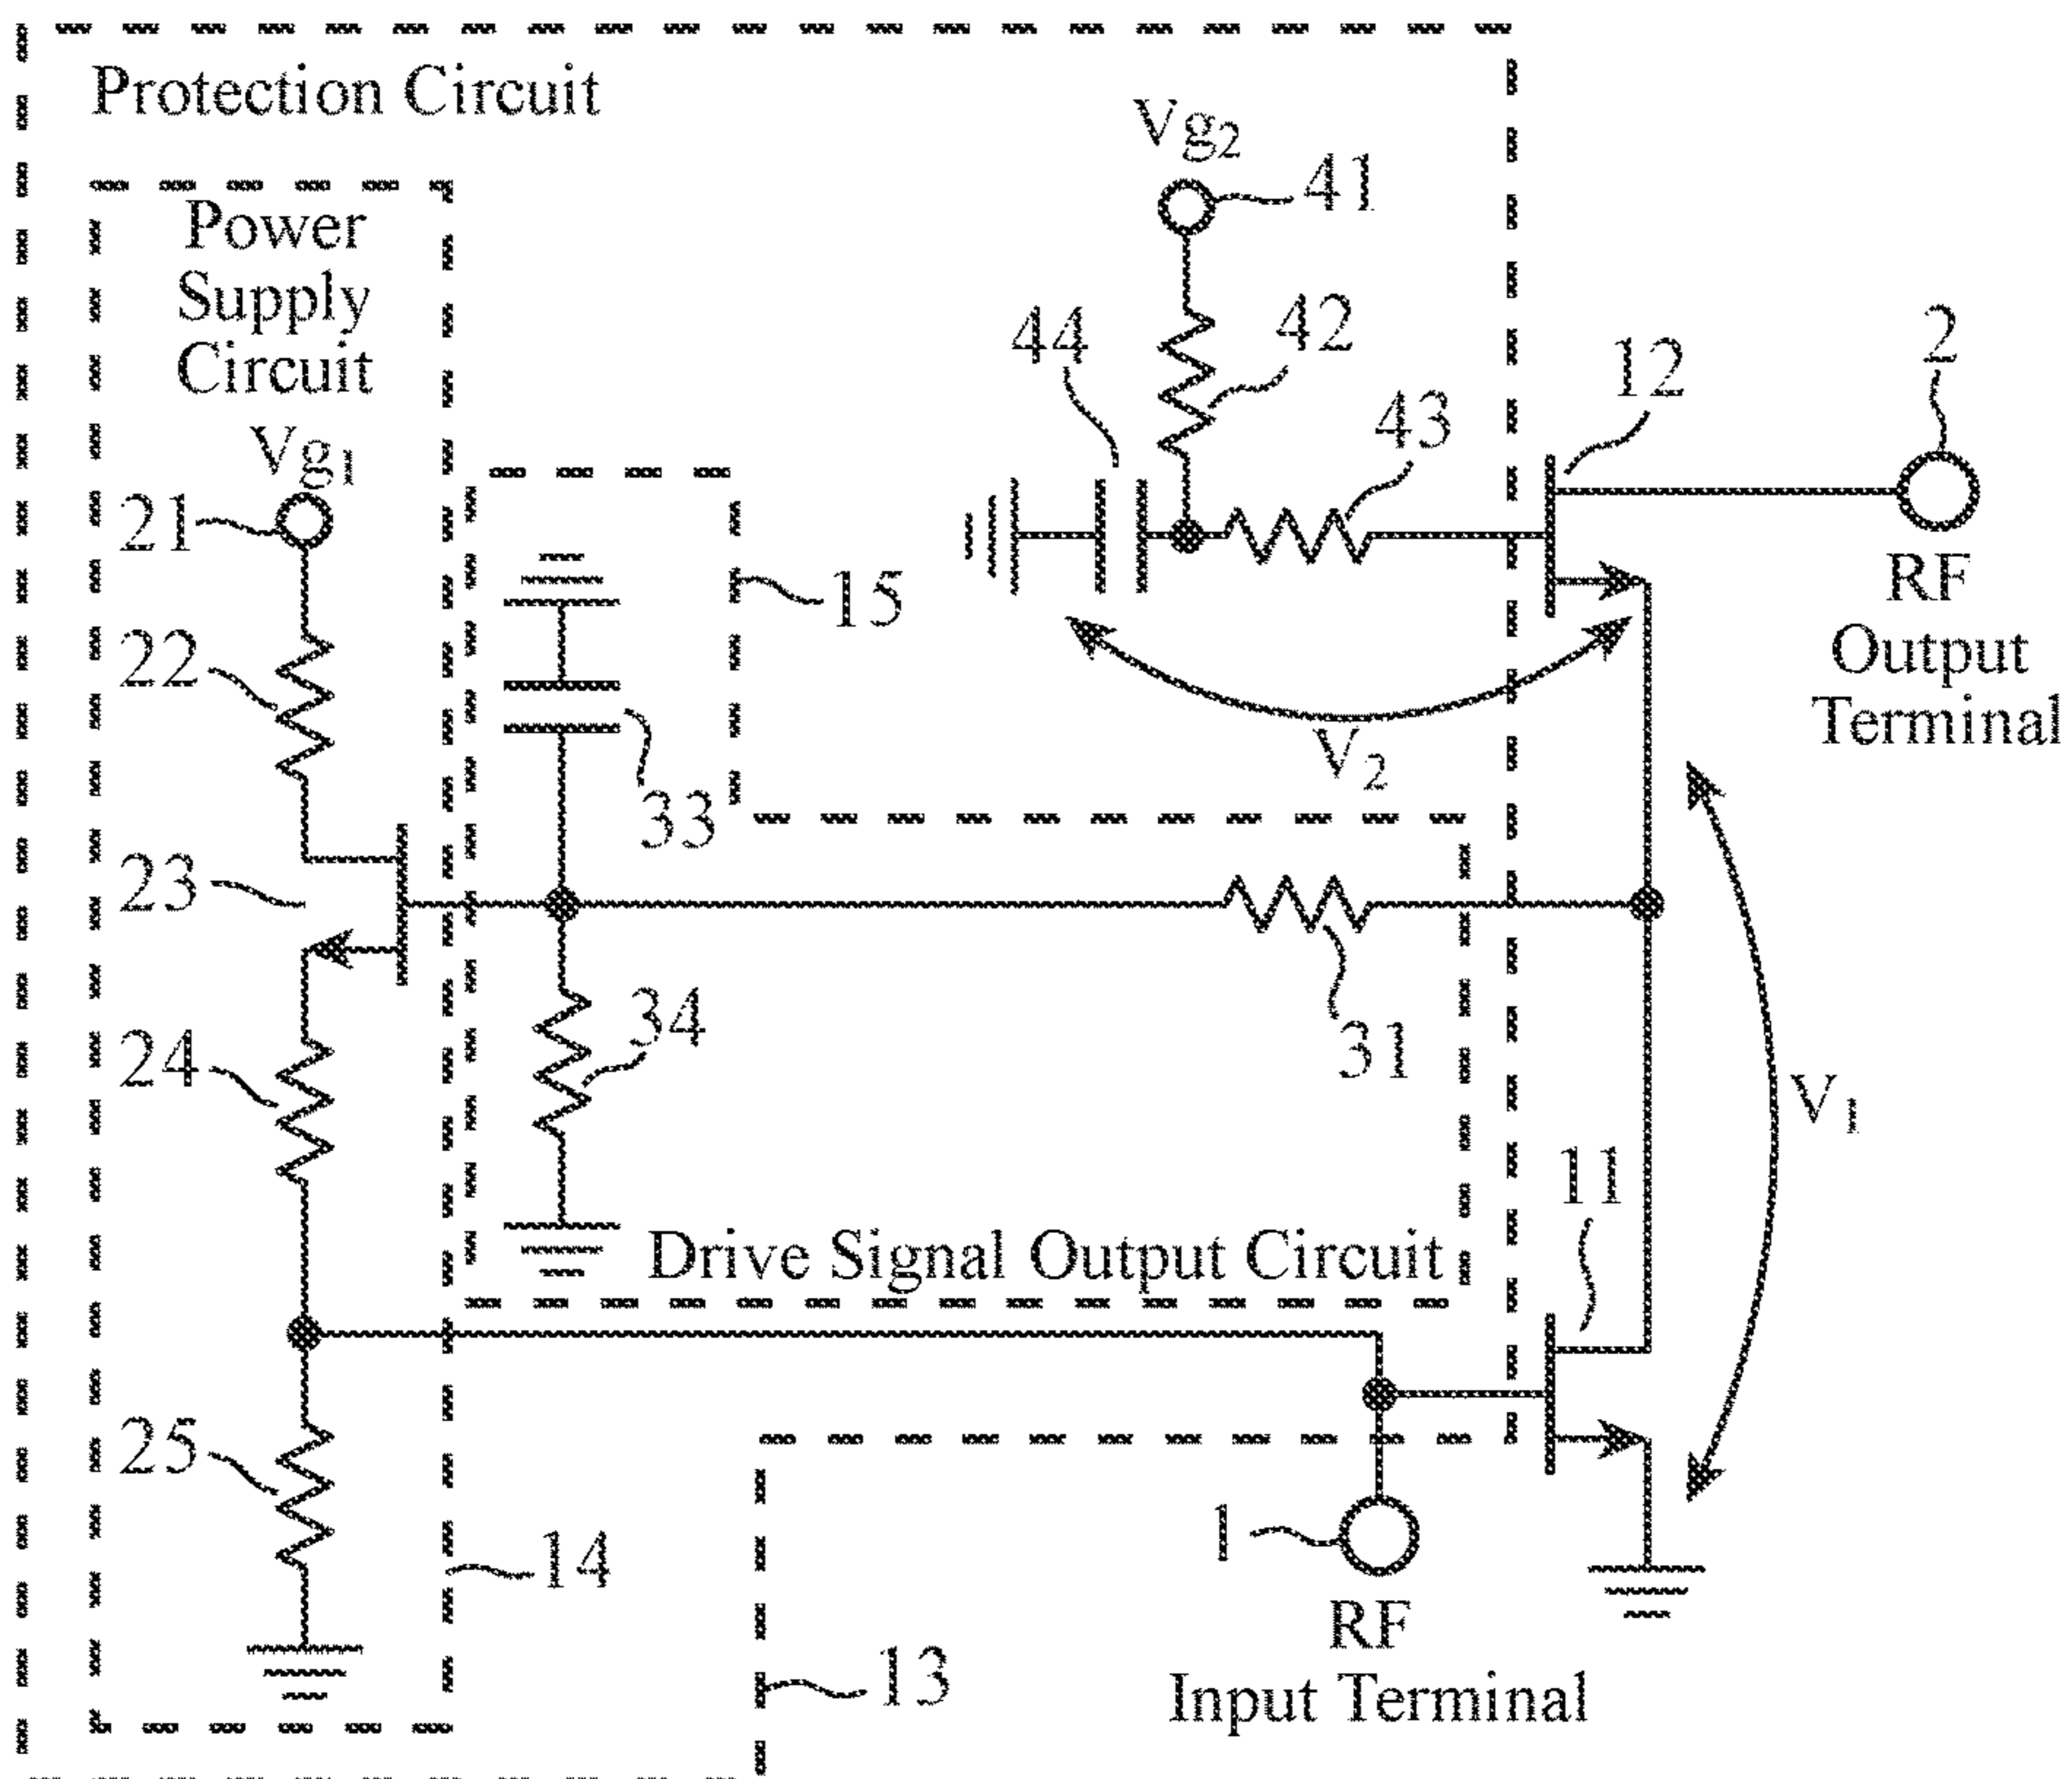 Protection Circuit
Vg2
41
Power
Supply
Circuit
44
42
2
12
43
Vg1
21
15
RF
Output
Terminal
22
V2
33
23
34
31
24
V1
11
Drive Signal Output Circuit
25
1
14
RF
Input Terminal
13